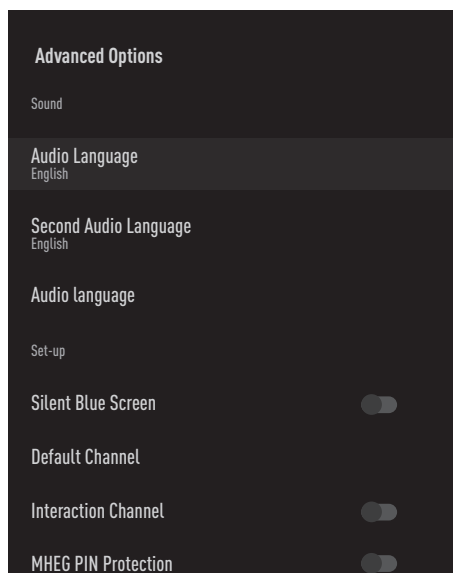 Advanced Options
Sound
Audio Language
English
Second Audio Language
English
Audio language
Set-up
Silent Blue Screen
Default Channel
Interaction Channel
MHEG PIN Protection